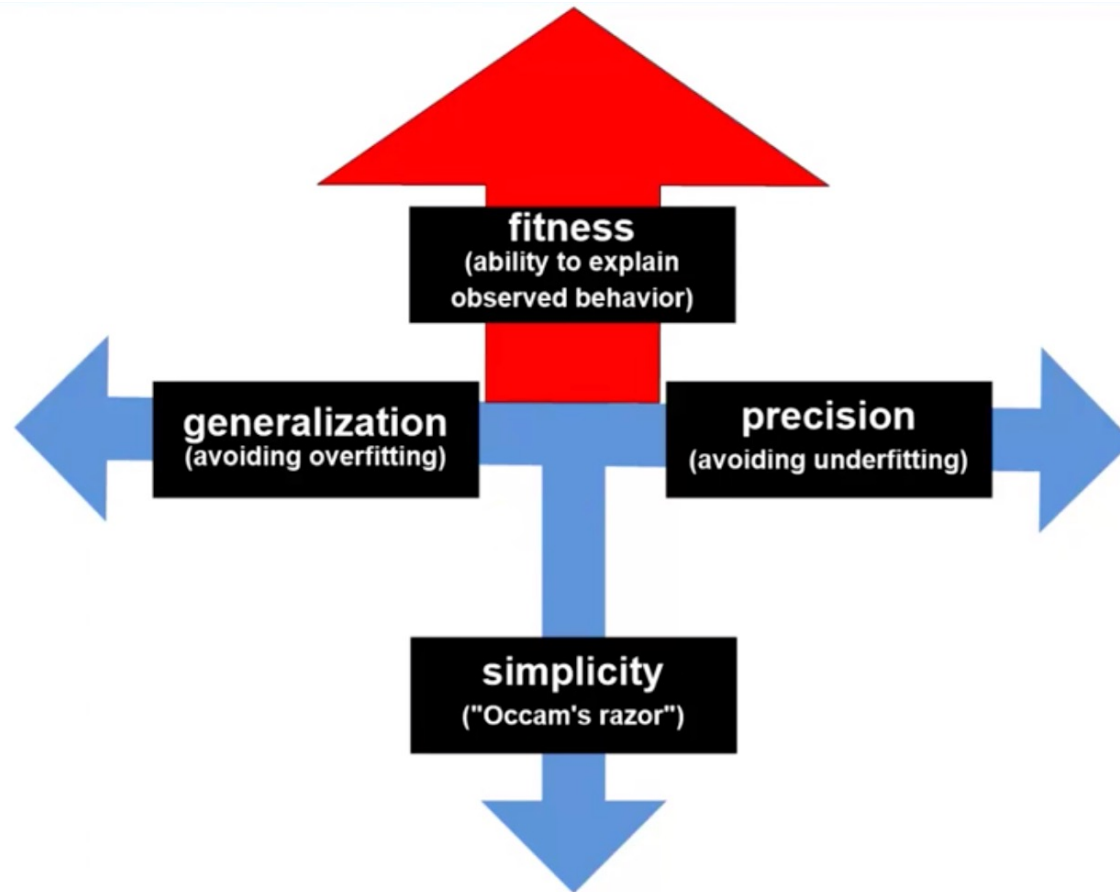 fitness
(ability to explain
observed behavior)
generalization
(avoiding overfitting)
precision
(avoiding underfitting)
simplicity
("Occam's razor")